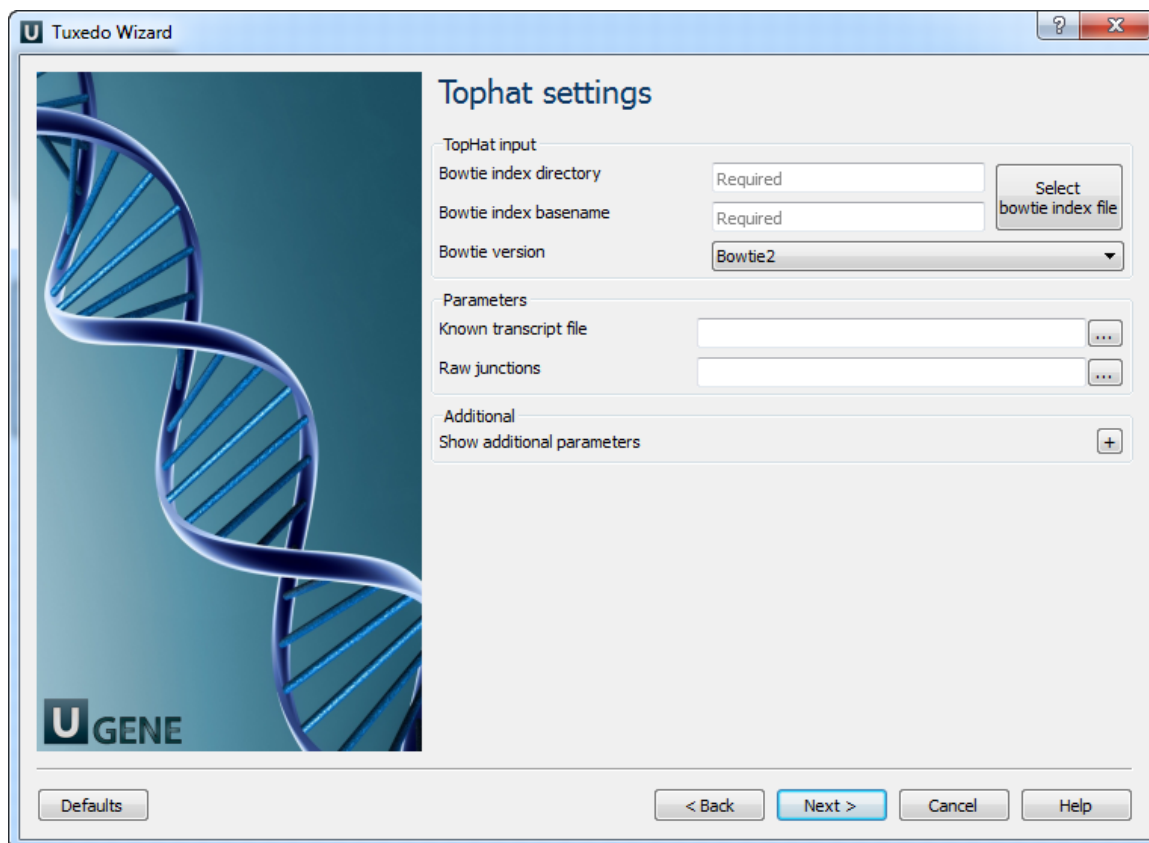 U Tuxedo Wizard
?
X
Tophat settings
TopHat input
Bowtie index directory
Required
Select
bowtie index file
Bowtie index basename
Required
Bowtie version
Bowtie2
Parameters
Known transcript file
...
Raw junctions
...
Additional
Show additional parameters
+
U GENE
Defaults
< Back
Next >
Cancel
Help